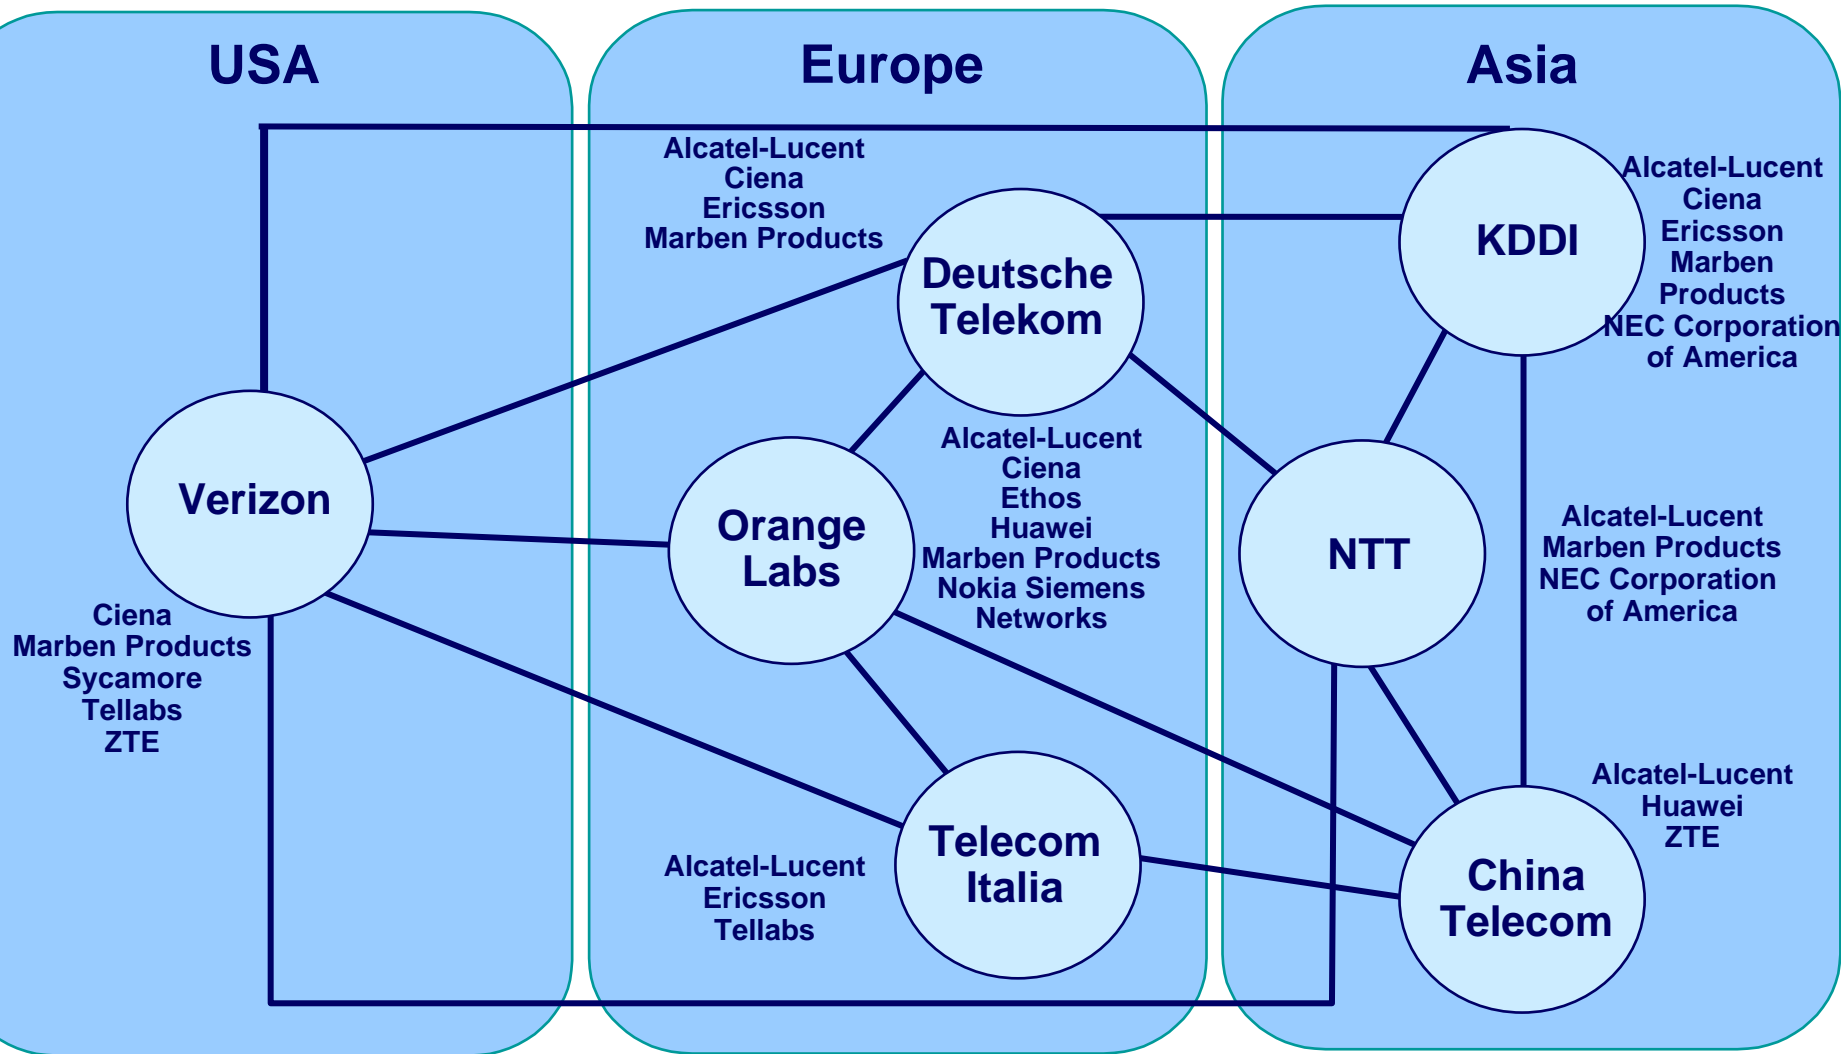 USA
Europe
Asia
Alcatel-Lucent
Ciena
Ericsson
Marben Products
Deutsche
Telekom
KDDI
Alcatel-Lucent
Ciena
Ericsson
Marben
Products
NEC Corporation
of America
Verizon
Ciena
Marben Products
Sycamore
Tellabs
ZTE
Orange
Labs
Alcatel-Lucent
Ciena
Ethos
Huawei
Marben Products
Nokia Siemens
Networks
NTT
Alcatel-Lucent
Marben Products
NEC Corporation
of America
Telecom
Italia
Alcatel-Lucent
Ericsson
Tellabs
China
Telecom
Alcatel-Lucent
Huawei
ZTE